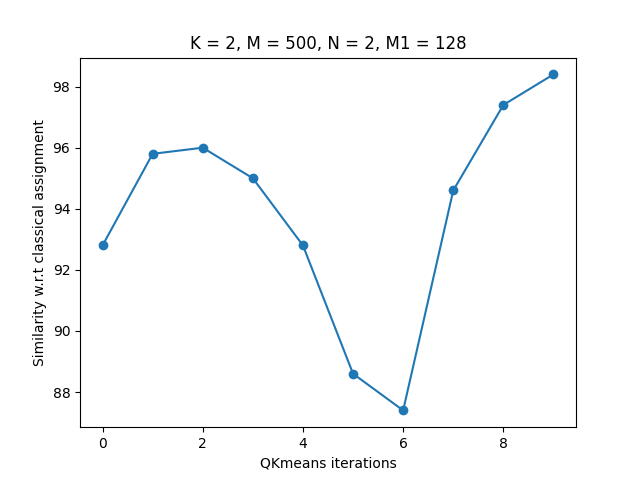 K = 2, M = 500, N = 2, M1 = 128
Similarity w.r.t classical assignment
98
96
94
92
90
88
0 2 4 6 8
QKmeans iterations